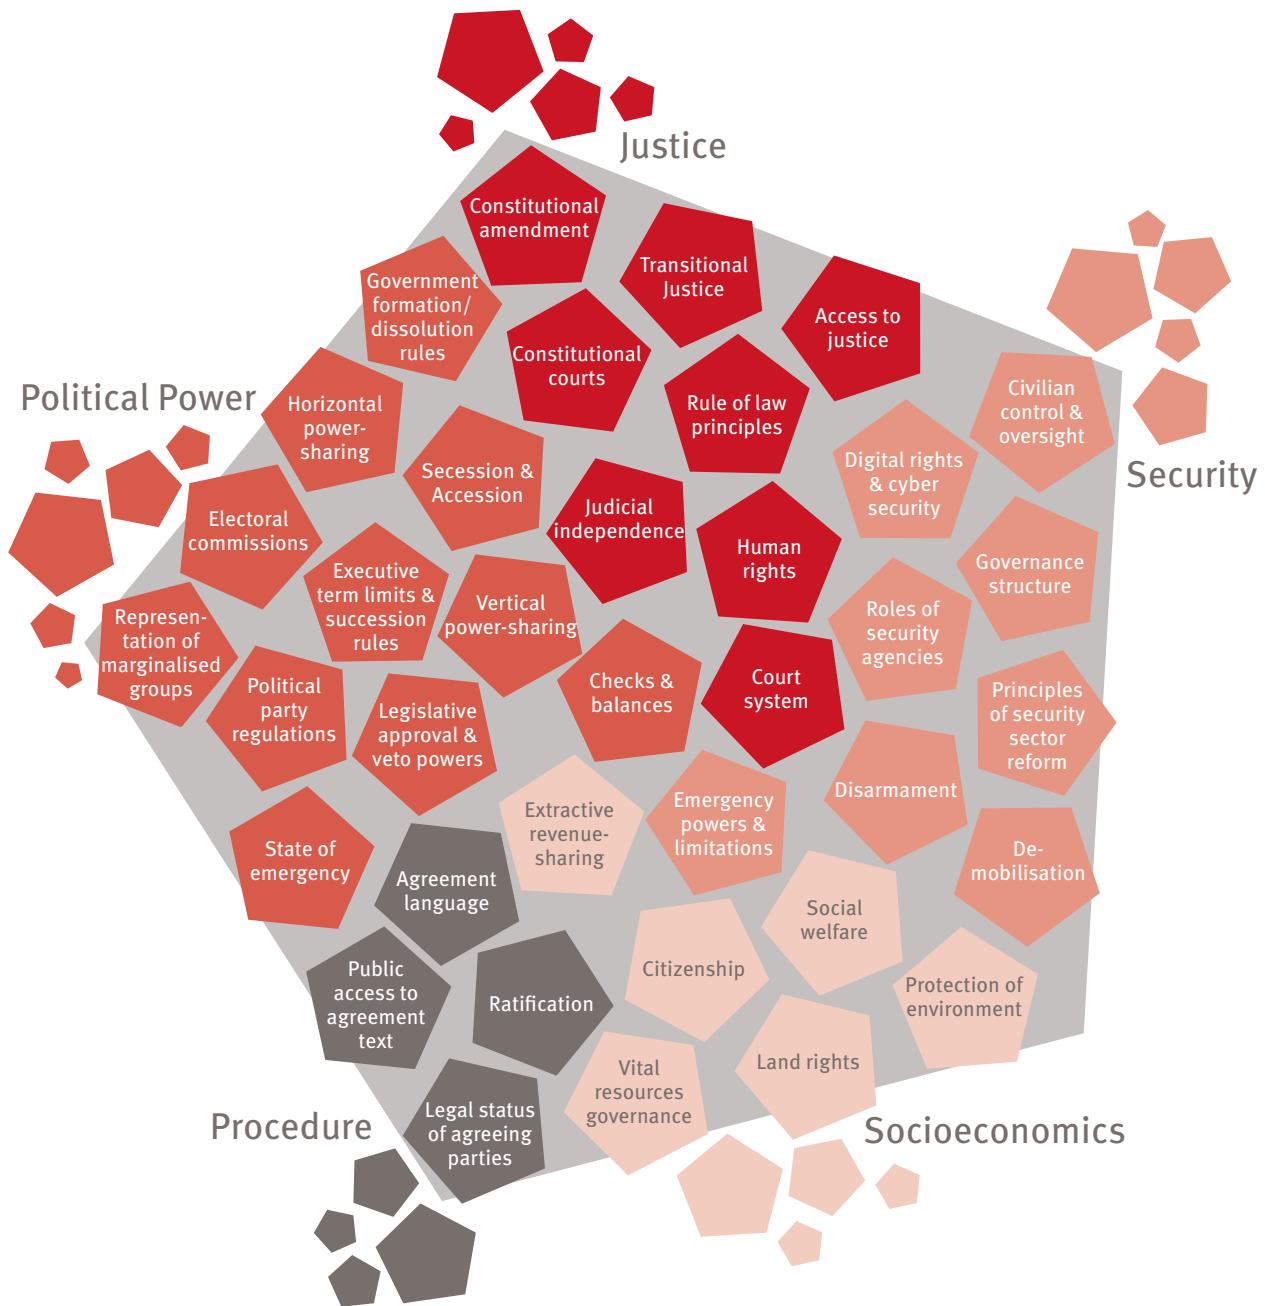 Justice
Constitutional
amendment
Transitional
Justice
Access to
justice
Government
formation/
dissolution
rules
Constitutional
courts
Rule of law
principles
Civilian
control &
oversight
Political Power
Horizontal
power-
sharing
Secession &
Accession
Digital rights
& cyber
security
Security
Electoral
commissions
Judicial
independence
Human
rights
Governance
structure
Executive
term limits &
succession
rules
Vertical
power-sharing
Roles of
security
agencies
Represen-
tation of
marginalised
groups
Political
party
regulations
Legislative
approval &
veto powers
Checks &
balances
Court
system
Principles
of security
sector
reform
Disarmament
Extractive
revenue-
sharing
Emergency
powers &
limitations
State of
emergency
De-
mobilisation
Agreement
language
Social
welfare
Public
access to
agreement
text
Ratification
Citizenship
Protection of
environment
Vital
resources
governance
Land rights
Procedure
Legal status
of agreeing
parties
Socioeconomics